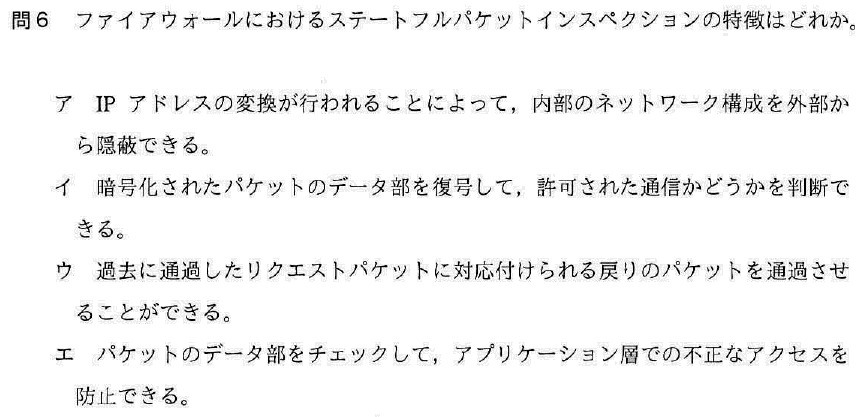 問6 ファイアウォールにおけるステートフルパケットインスペクションの特徴はどれか。
ア IP アドレスの変換が行われることによって，内部のネットワーク構成を外部か
ら隠蔽できる。
イ 暗号化されたパケットのデータ部を復号して，許可された通信かどうかを判断で
きる。
ウ 過去に通過したリクエストパケットに対応付けられる戻りのパケットを通過させ
ることができる。
エ パケットのデータ部をチェックして，アプリケーション層での不正なアクセスを
防止できる。